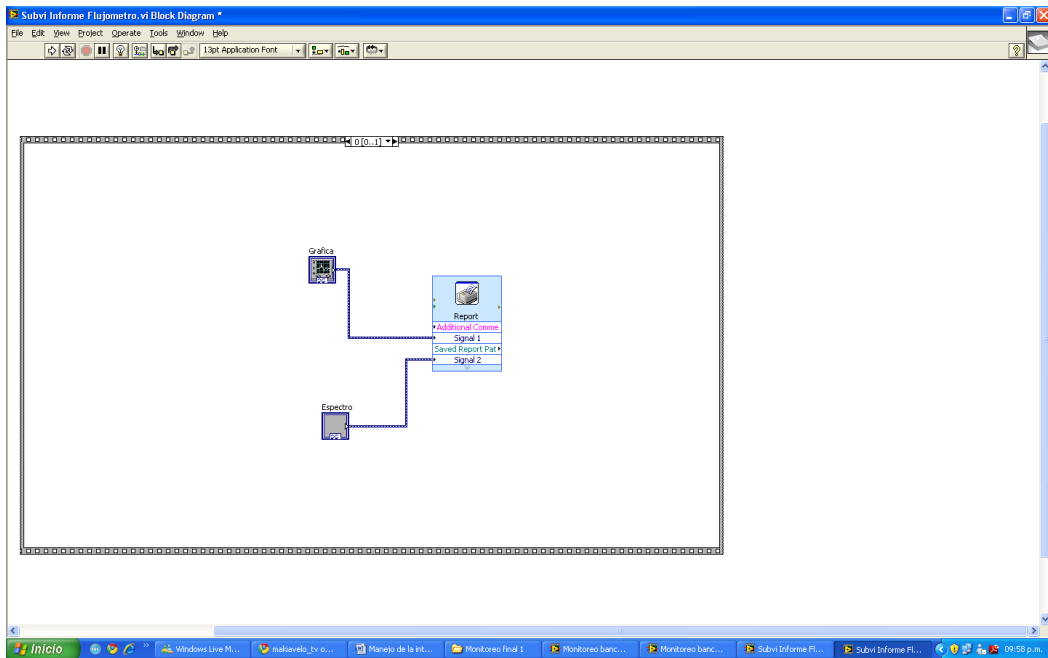 Subvi Informe Flujometro.vi Block Diagram *
File Edit View Project Operate Tools Window Help
13pt Application Font
0 [0..1]
Grafica
Report
Additional Comme
Signal 1
Saved Report Pat
Signal 2
Espectro
Inicio
Windows Live M...
makiavelo_tv o...
Manejo de la int...
Monitoreo final 1
Monitoreo banc...
Monitoreo banc...
Subvi Informe Fl...
Subvi Informe Fl...
09:58 p.m.